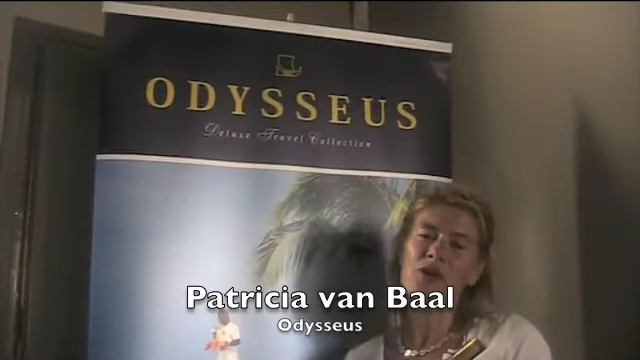 ODYSSEUS
Deluxe Travel Collection
Patricia van Baal
Odysseus